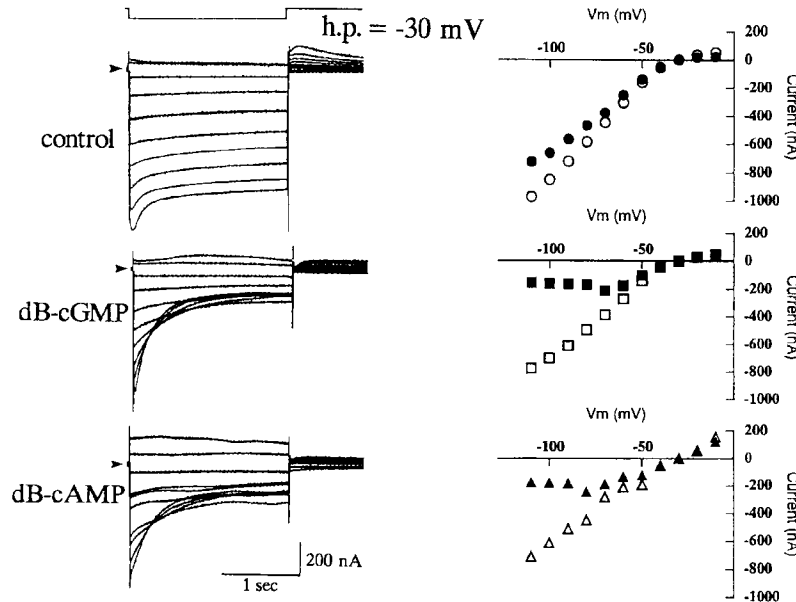 h.p. = -30 mV
control
dB-cGMP
dB-cAMP
200 nA
1 sec
Vm (mV)
-100
-50
200
0
-200
-400
-600
-800
-1000
Current (nA)
Vm (mV)
-100
-50
200
0
-200
-400
-600
-800
-1000
Current (nA)
Vm (mV)
-100
-50
200
0
-200
-400
-600
-800
-1000
Current (nA)